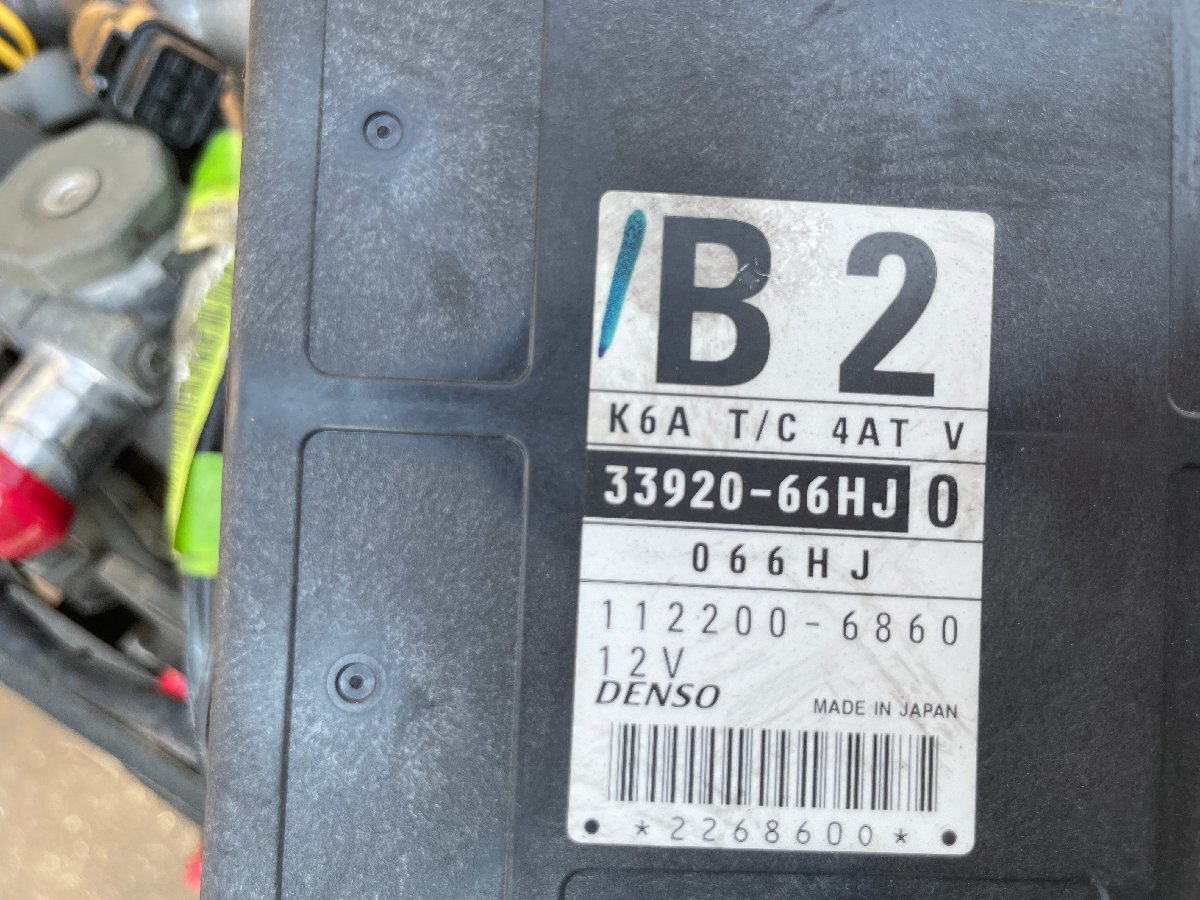 B2
K6A T/C 4AT V
33920-66HJ 0
066HJ
112200-6860
12V
DENSO MADE IN JAPAN
*2268600*